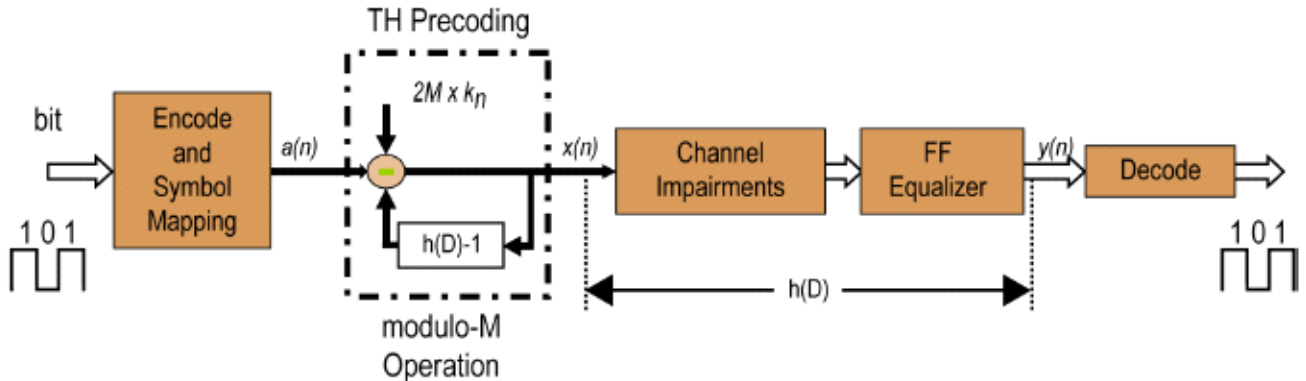 TH Precoding
2M x kn
bit
Encode
and
Symbol
Mapping
a(n)
-
h(D)-1
x(n)
Channel
Impairments
FF
Equalizer
y(n)
Decode
1 0 1
1 0 1
h(D)
modulo-M
Operation